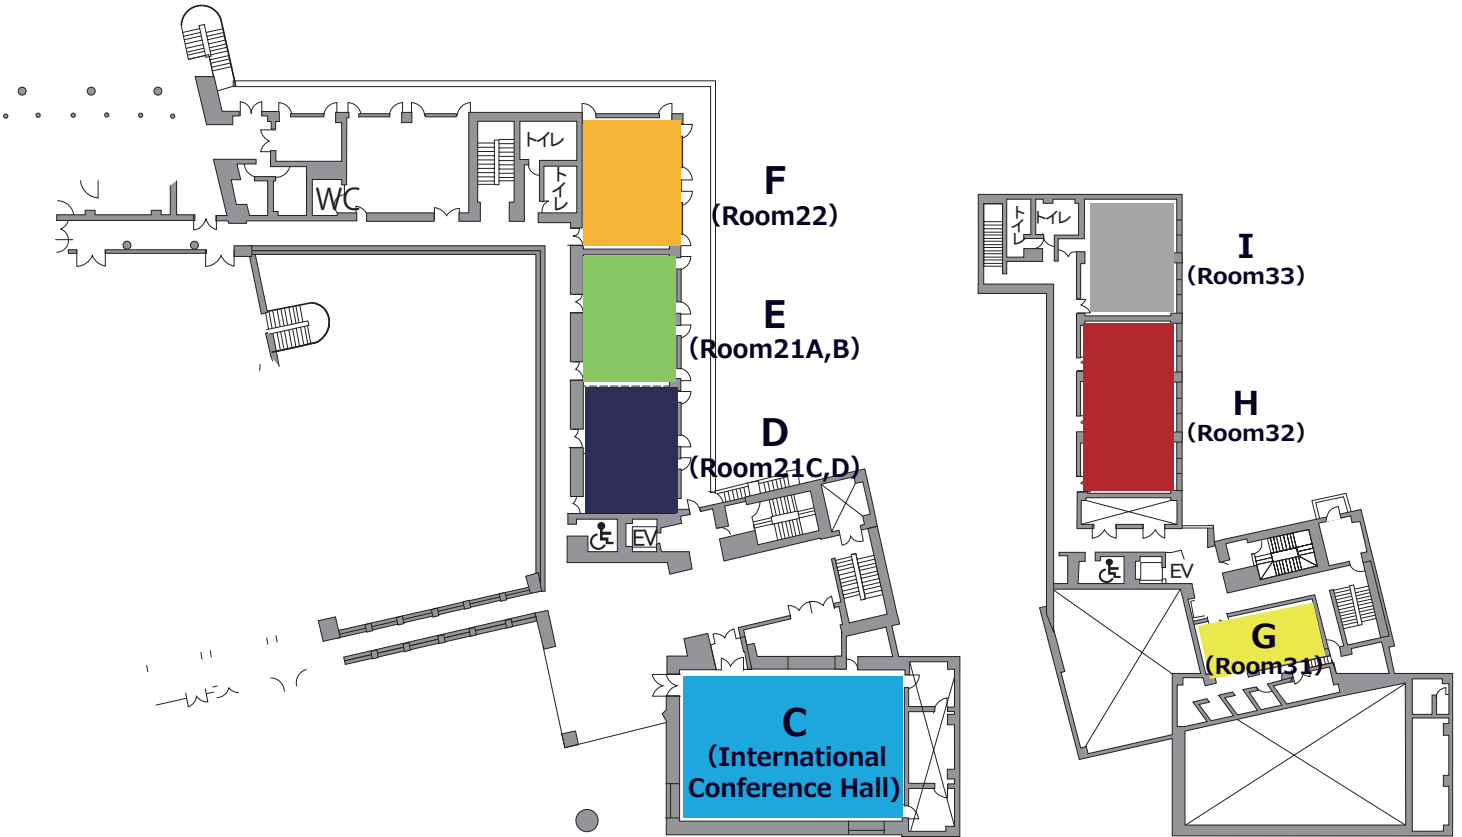 トイレ
トイレ
WC
F
(Room22)
E
(Room21A,B)
D
(Room21C,D)
EV
C
(International
Conference Hall)
トイレ
トイレ
I
(Room33)
H
(Room32)
EV
G
(Room31)